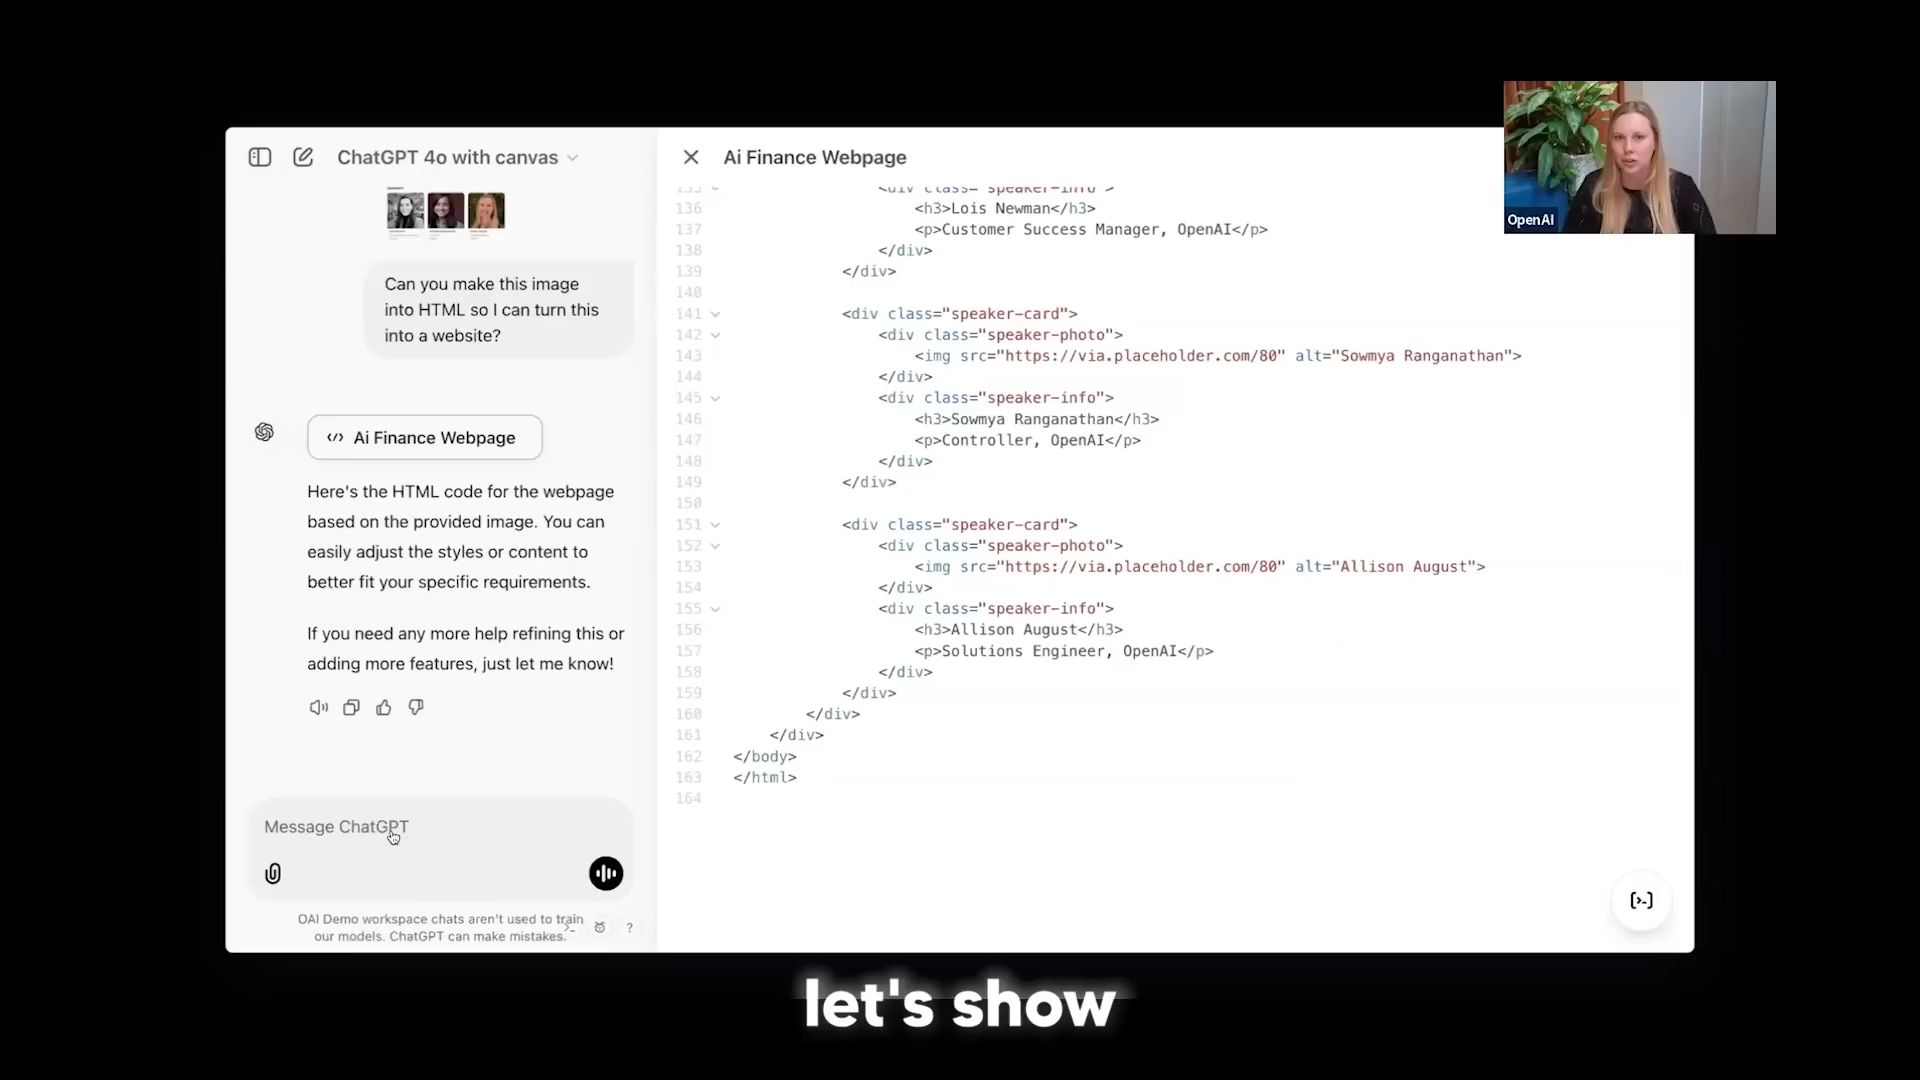 ChatGPT 4o with canvas
Can you make this image
into HTML so I can turn this
into a website?
Ai Finance Webpage
Here's the HTML code for the webpage
based on the provided image. You can
easily adjust the styles or content to
better fit your specific requirements.
If you need any more help refining this or
adding more features, just let me know!
Message ChatGPT
OAI Demo workspace chats aren't used to train
our models. ChatGPT can make mistakes.
?
Ai Finance Webpage
135 <div class="speaker-info">
136 <h3>Lois Newman</h3>
137 <p>Customer Success Manager, OpenAI</p>
138 </div>
139 </div>
140
141 <div class="speaker-card">
142 <div class="speaker-photo">
143 <img src="https://via.placeholder.com/80" alt="Sowmya Ranganathan">
144 </div>
145 <div class="speaker-info">
146 <h3>Sowmya Ranganathan</h3>
147 <p>Controller, OpenAI</p>
148 </div>
149 </div>
150
151 <div class="speaker-card">
152 <div class="speaker-photo">
153 <img src="https://via.placeholder.com/80" alt="Allison August">
154 </div>
155 <div class="speaker-info">
156 <h3>Allison August</h3>
157 <p>Solutions Engineer, OpenAI</p>
158 </div>
159 </div>
160 </div>
161 </div>
162 </body>
163 </html>
164
OpenAI
let's show